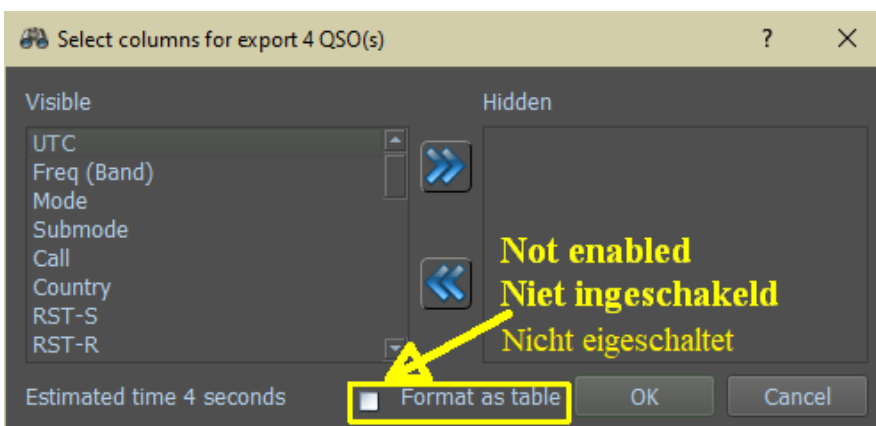 Select columns for export 4 QSO(s)
?
Visible
Hidden
UTC
Freq (Band)
Mode
Submode
Call
Country
RST-S
RST-R
Not enabled
Niet ingeschakeld
Nicht eigeschaltet
Estimated time 4 seconds
Format as table
OK
Cancel